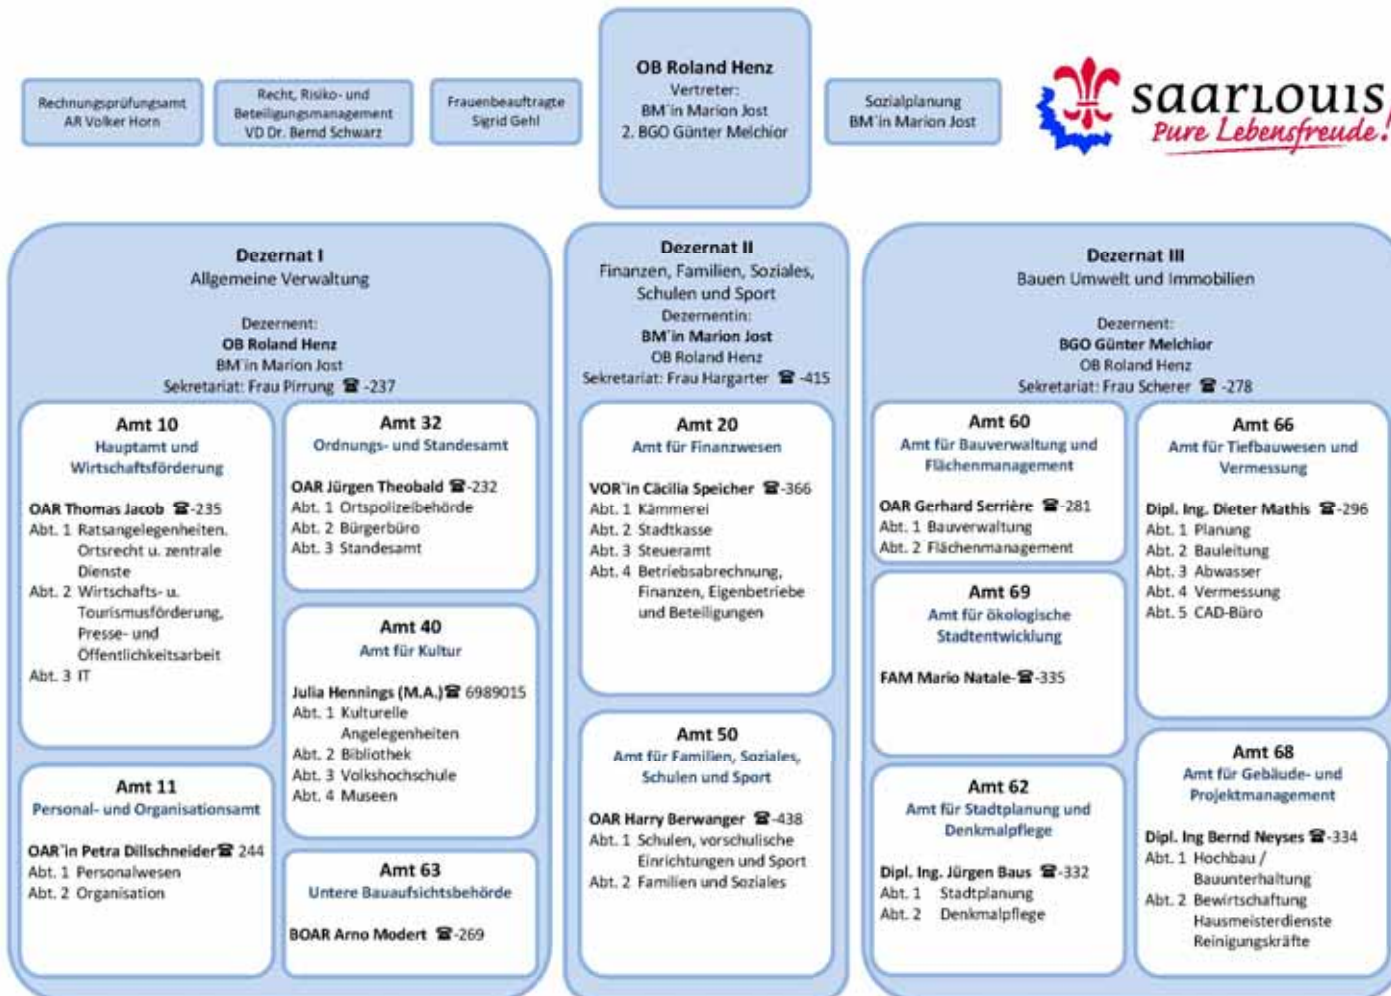 Rechnungsprüfungsamt
AR Volker Horn
Recht, Risiko- und
Beteiligungsmanagement
VD Dr. Bernd Schwarz
Frauenbeauftragte
Sigrid Gehl
OB Roland Henz
Vertreter:
BM`in Marion Jost
2. BGO Günter Melchior
Sozialplanung
BM`in Marion Jost
saarLouis
Pure Lebensfreude!
Dezernat I
Allgemeine Verwaltung
Dezernent:
OB Roland Henz
BM`in Marion Jost
Sekretariat: Frau Pirrung ☎ -237
Amt 10
Hauptamt und
Wirtschaftsförderung
OAR Thomas Jacob ☎-235
Abt. 1 Ratsangelegenheiten,
Ortsrecht u. zentrale
Dienste
Abt. 2 Wirtschafts- u.
Tourismusförderung,
Presse- und
Öffentlichkeitsarbeit
Abt. 3 IT
Amt 11
Personal- und Organisationsamt
OAR`in Petra Dillschneider☎ 244
Abt. 1 Personalwesen
Abt. 2 Organisation
Amt 32
Ordnungs- und Standesamt
OAR Jürgen Theobald ☎-232
Abt. 1 Ortspolizeibehörde
Abt. 2 Bürgerbüro
Abt. 3 Standesamt
Amt 40
Amt für Kultur
Julia Hennings (M.A.)☎ 6989015
Abt. 1 Kulturelle
Angelegenheiten
Abt. 2 Bibliothek
Abt. 3 Volkshochschule
Abt. 4 Museen
Amt 63
Untere Bauaufsichtsbehörde
BOAR Arno Modert ☎-269
Dezernat II
Finanzen, Familien, Soziales,
Schulen und Sport
Dezernentin:
BM`in Marion Jost
OB Roland Henz
Sekretariat: Frau Hargarter ☎ -415
Amt 20
Amt für Finanzwesen
VOR`in Cäcilia Speicher ☎-366
Abt. 1 Kämmerei
Abt. 2 Stadtkasse
Abt. 3 Steueramt
Abt. 4 Betriebsabrechnung,
Finanzen, Eigenbetriebe
und Beteiligungen
Amt 50
Amt für Familien, Soziales,
Schulen und Sport
OAR Harry Berwanger ☎-438
Abt. 1 Schulen, vorschulische
Einrichtungen und Sport
Abt. 2 Familien und Soziales
Dezernat III
Bauen Umwelt und Immobilien
Dezernent:
BGO Günter Melchior
OB Roland Henz
Sekretariat: Frau Scherer ☎ -278
Amt 60
Amt für Bauverwaltung und
Flächenmanagement
OAR Gerhard Serrière ☎-281
Abt. 1 Bauverwaltung
Abt. 2 Flächenmanagement
Amt 69
Amt für ökologische
Stadtentwicklung
FAM Mario Natale-☎-335
Amt 62
Amt für Stadtplanung und
Denkmalpflege
Dipl. Ing. Jürgen Baus ☎-332
Abt. 1 Stadtplanung
Abt. 2 Denkmalpflege
Amt 66
Amt für Tiefbauwesen und
Vermessung
Dipl. Ing. Dieter Mathis ☎-296
Abt. 1 Planung
Abt. 2 Bauleitung
Abt. 3 Abwasser
Abt. 4 Vermessung
Abt. 5 CAD-Büro
Amt 68
Amt für Gebäude- und
Projektmanagement
Dipl. Ing Bernd Neyses ☎-334
Abt. 1 Hochbau /
Bauunterhaltung
Abt. 2 Bewirtschaftung
Hausmeisterdienste
Reinigungskräfte